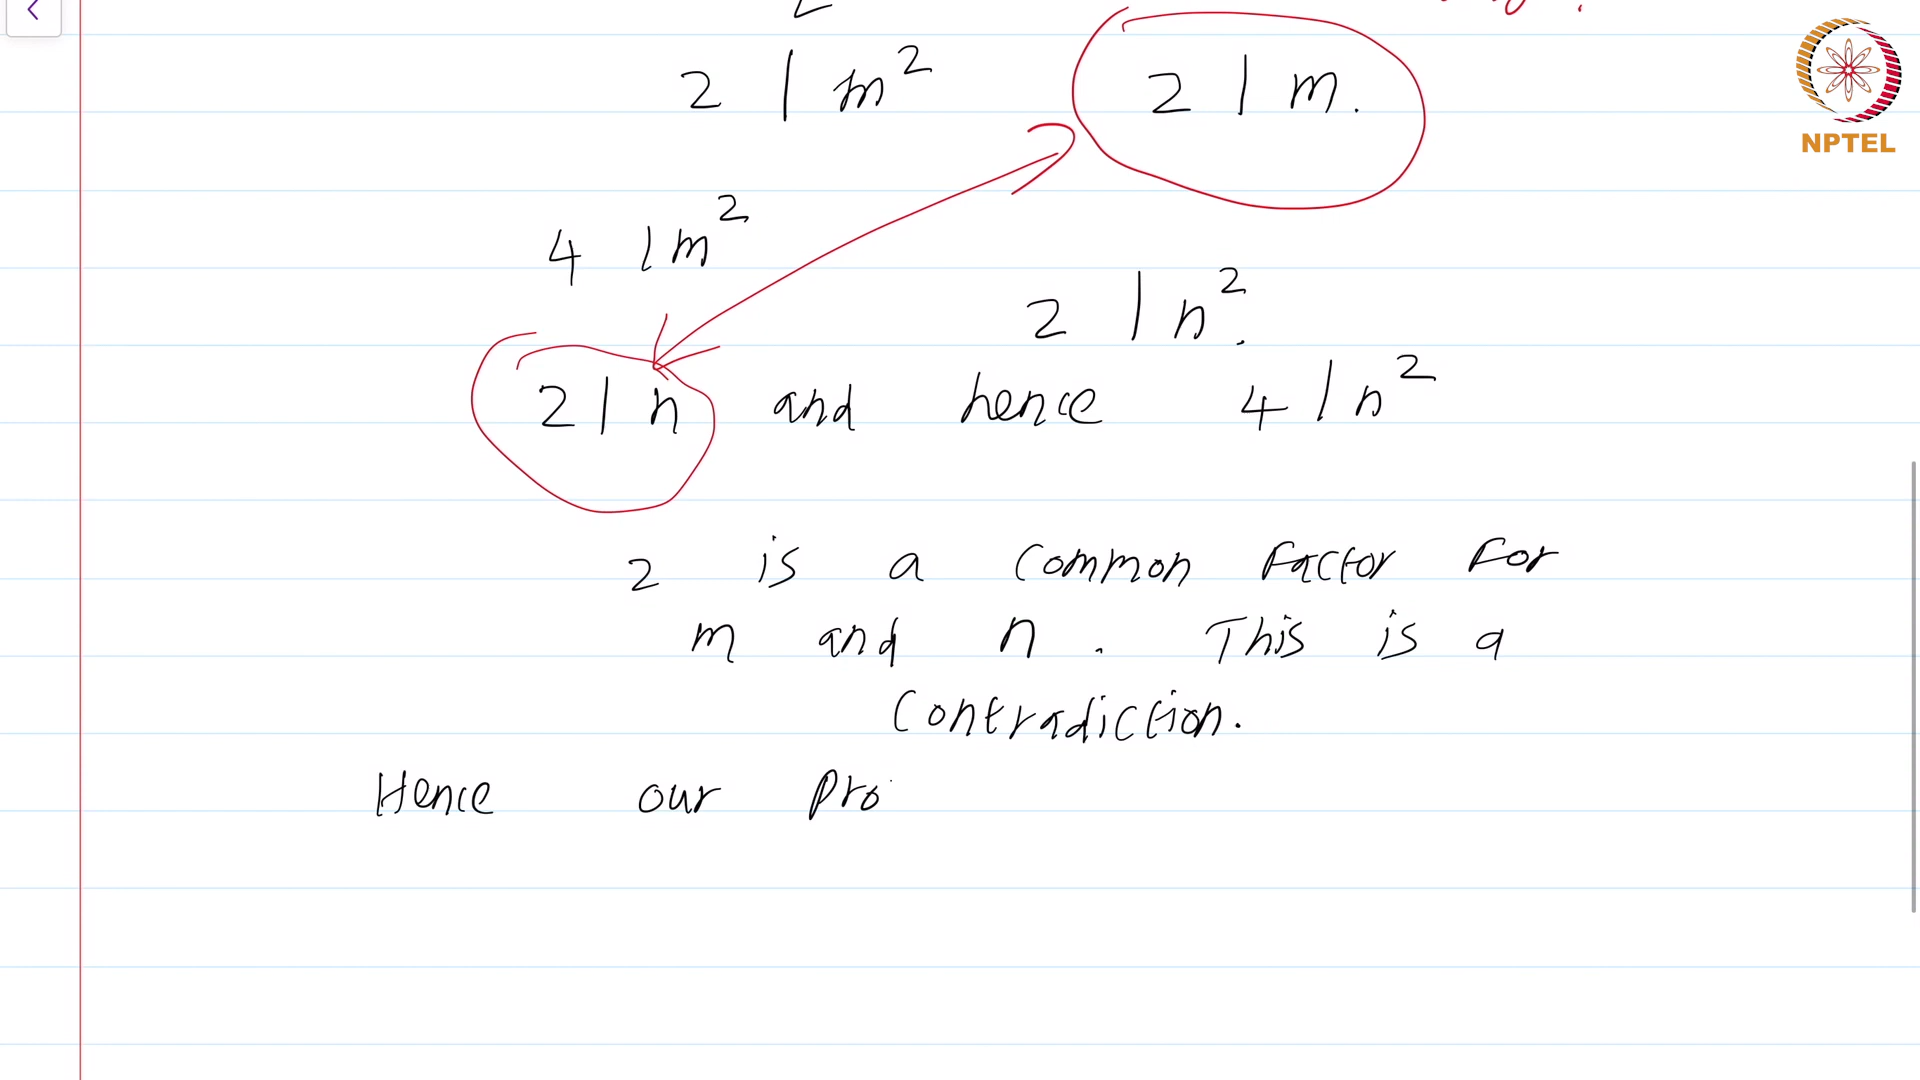 2 | m² 2 | m.
NPTEL
4 | m²
2 | n².
2 | n and hence 4 | n²
2 is a common factor for
m and n. This is a
contradiction.
Hence our pro